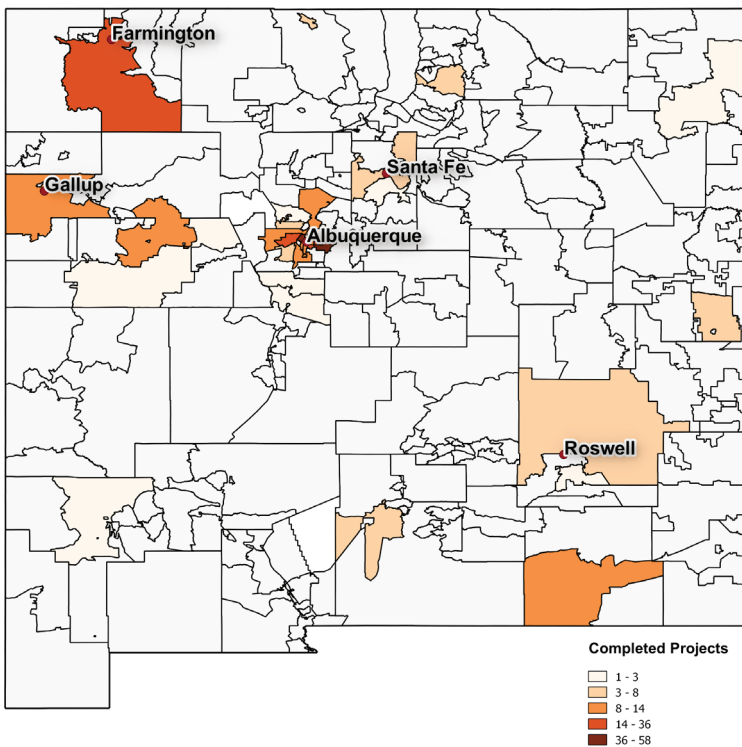 Farmington
Gallup
Santa Fe
Albuquerque
Roswell
Completed Projects
1 - 3
3 - 8
8 - 14
14 - 36
36 - 58